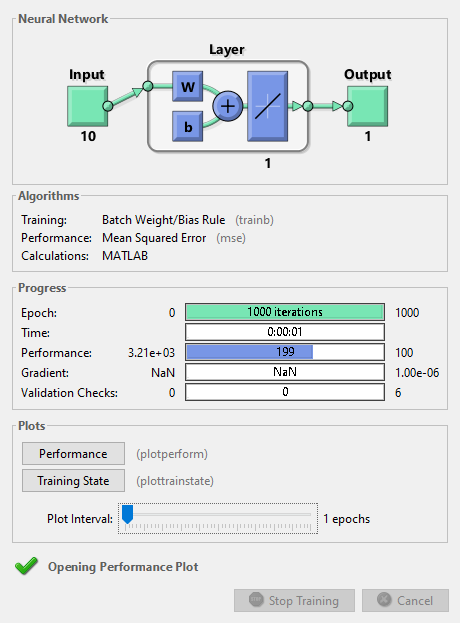 Neural Network
Layer
Input
Output
W
b
+
10
1
1
Algorithms
Training: Batch Weight/Bias Rule (trainb)
Performance: Mean Squared Error (mse)
Calculations: MATLAB
Progress
Epoch: 0 1000 iterations 1000
Time: 0:00:01
Performance: 3.21e+03 199 100
Gradient: NaN NaN 1.00e-06
Validation Checks: 0 0 6
Plots
Performance (plotperform)
Training State (plottrainstate)
Plot Interval: 1 epochs
Opening Performance Plot
Stop Training Cancel